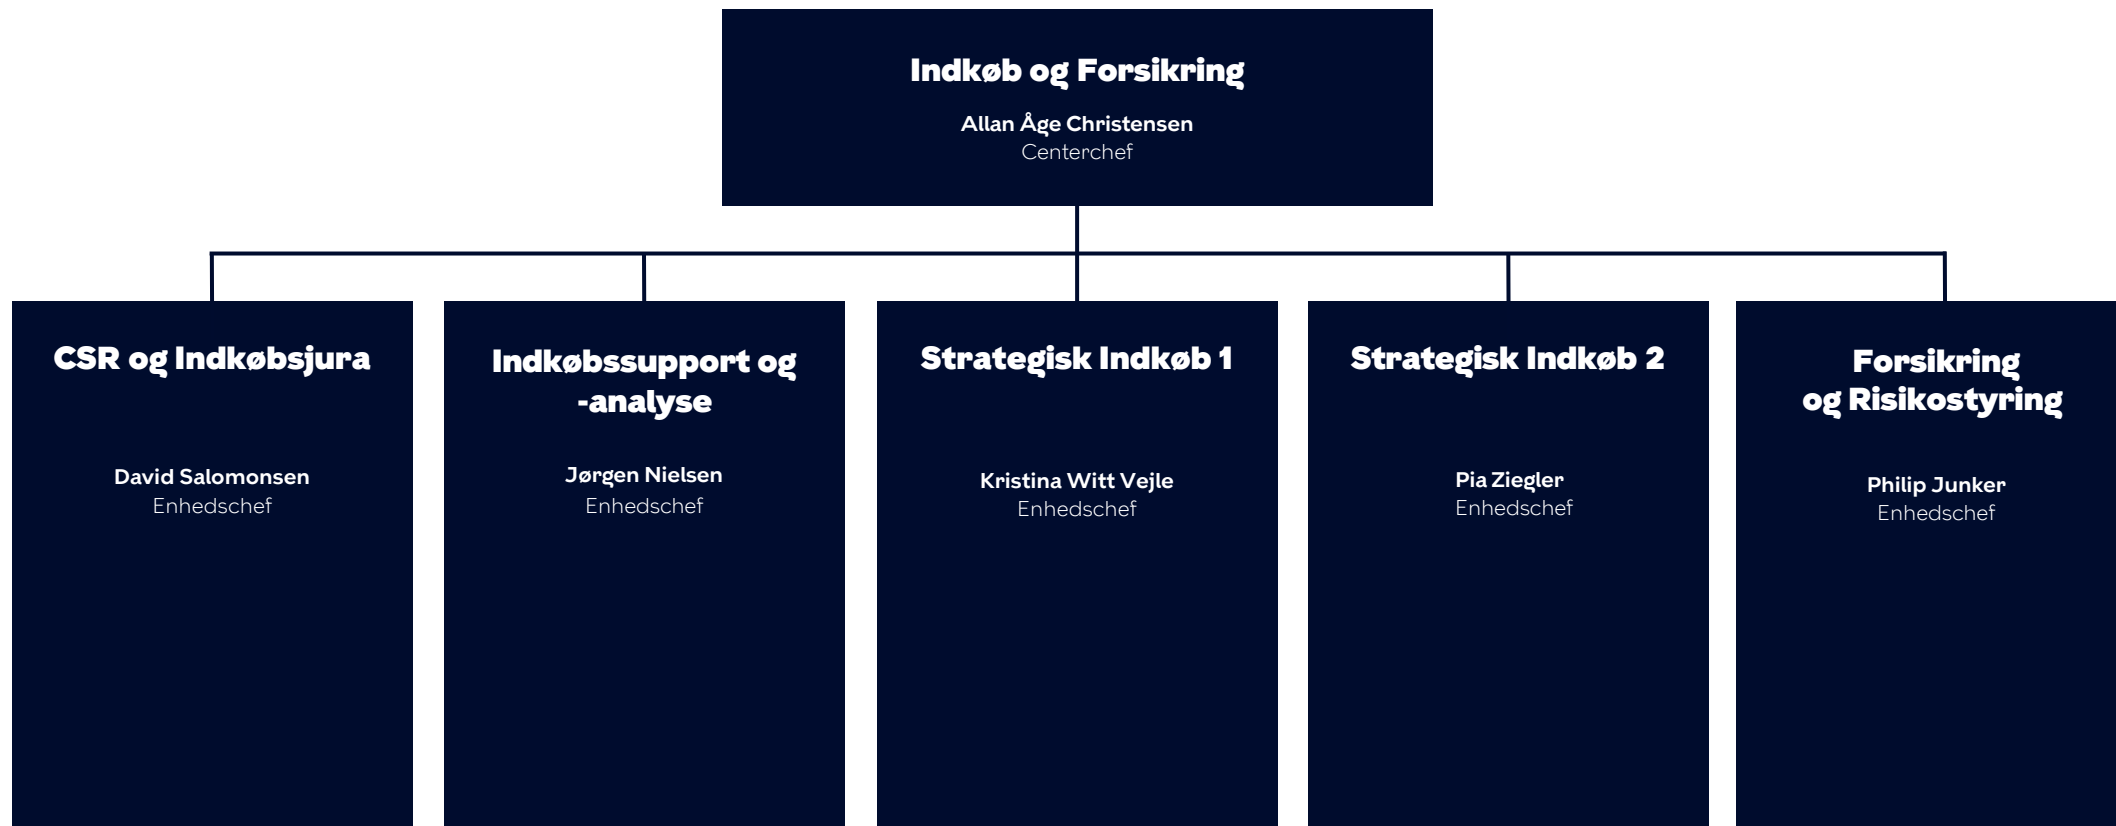 Indkøb og Forsikring
Allan Åge Christensen
Centerchef
CSR og Indkøbsjura
David Salomonsen
Enhedschef
Indkøbssupport og
-analyse
Jørgen Nielsen
Enhedschef
Strategisk Indkøb 1
Kristina Witt Vejle
Enhedschef
Strategisk Indkøb 2
Pia Ziegler
Enhedschef
Forsikring
og Risikostyring
Philip Junker
Enhedschef